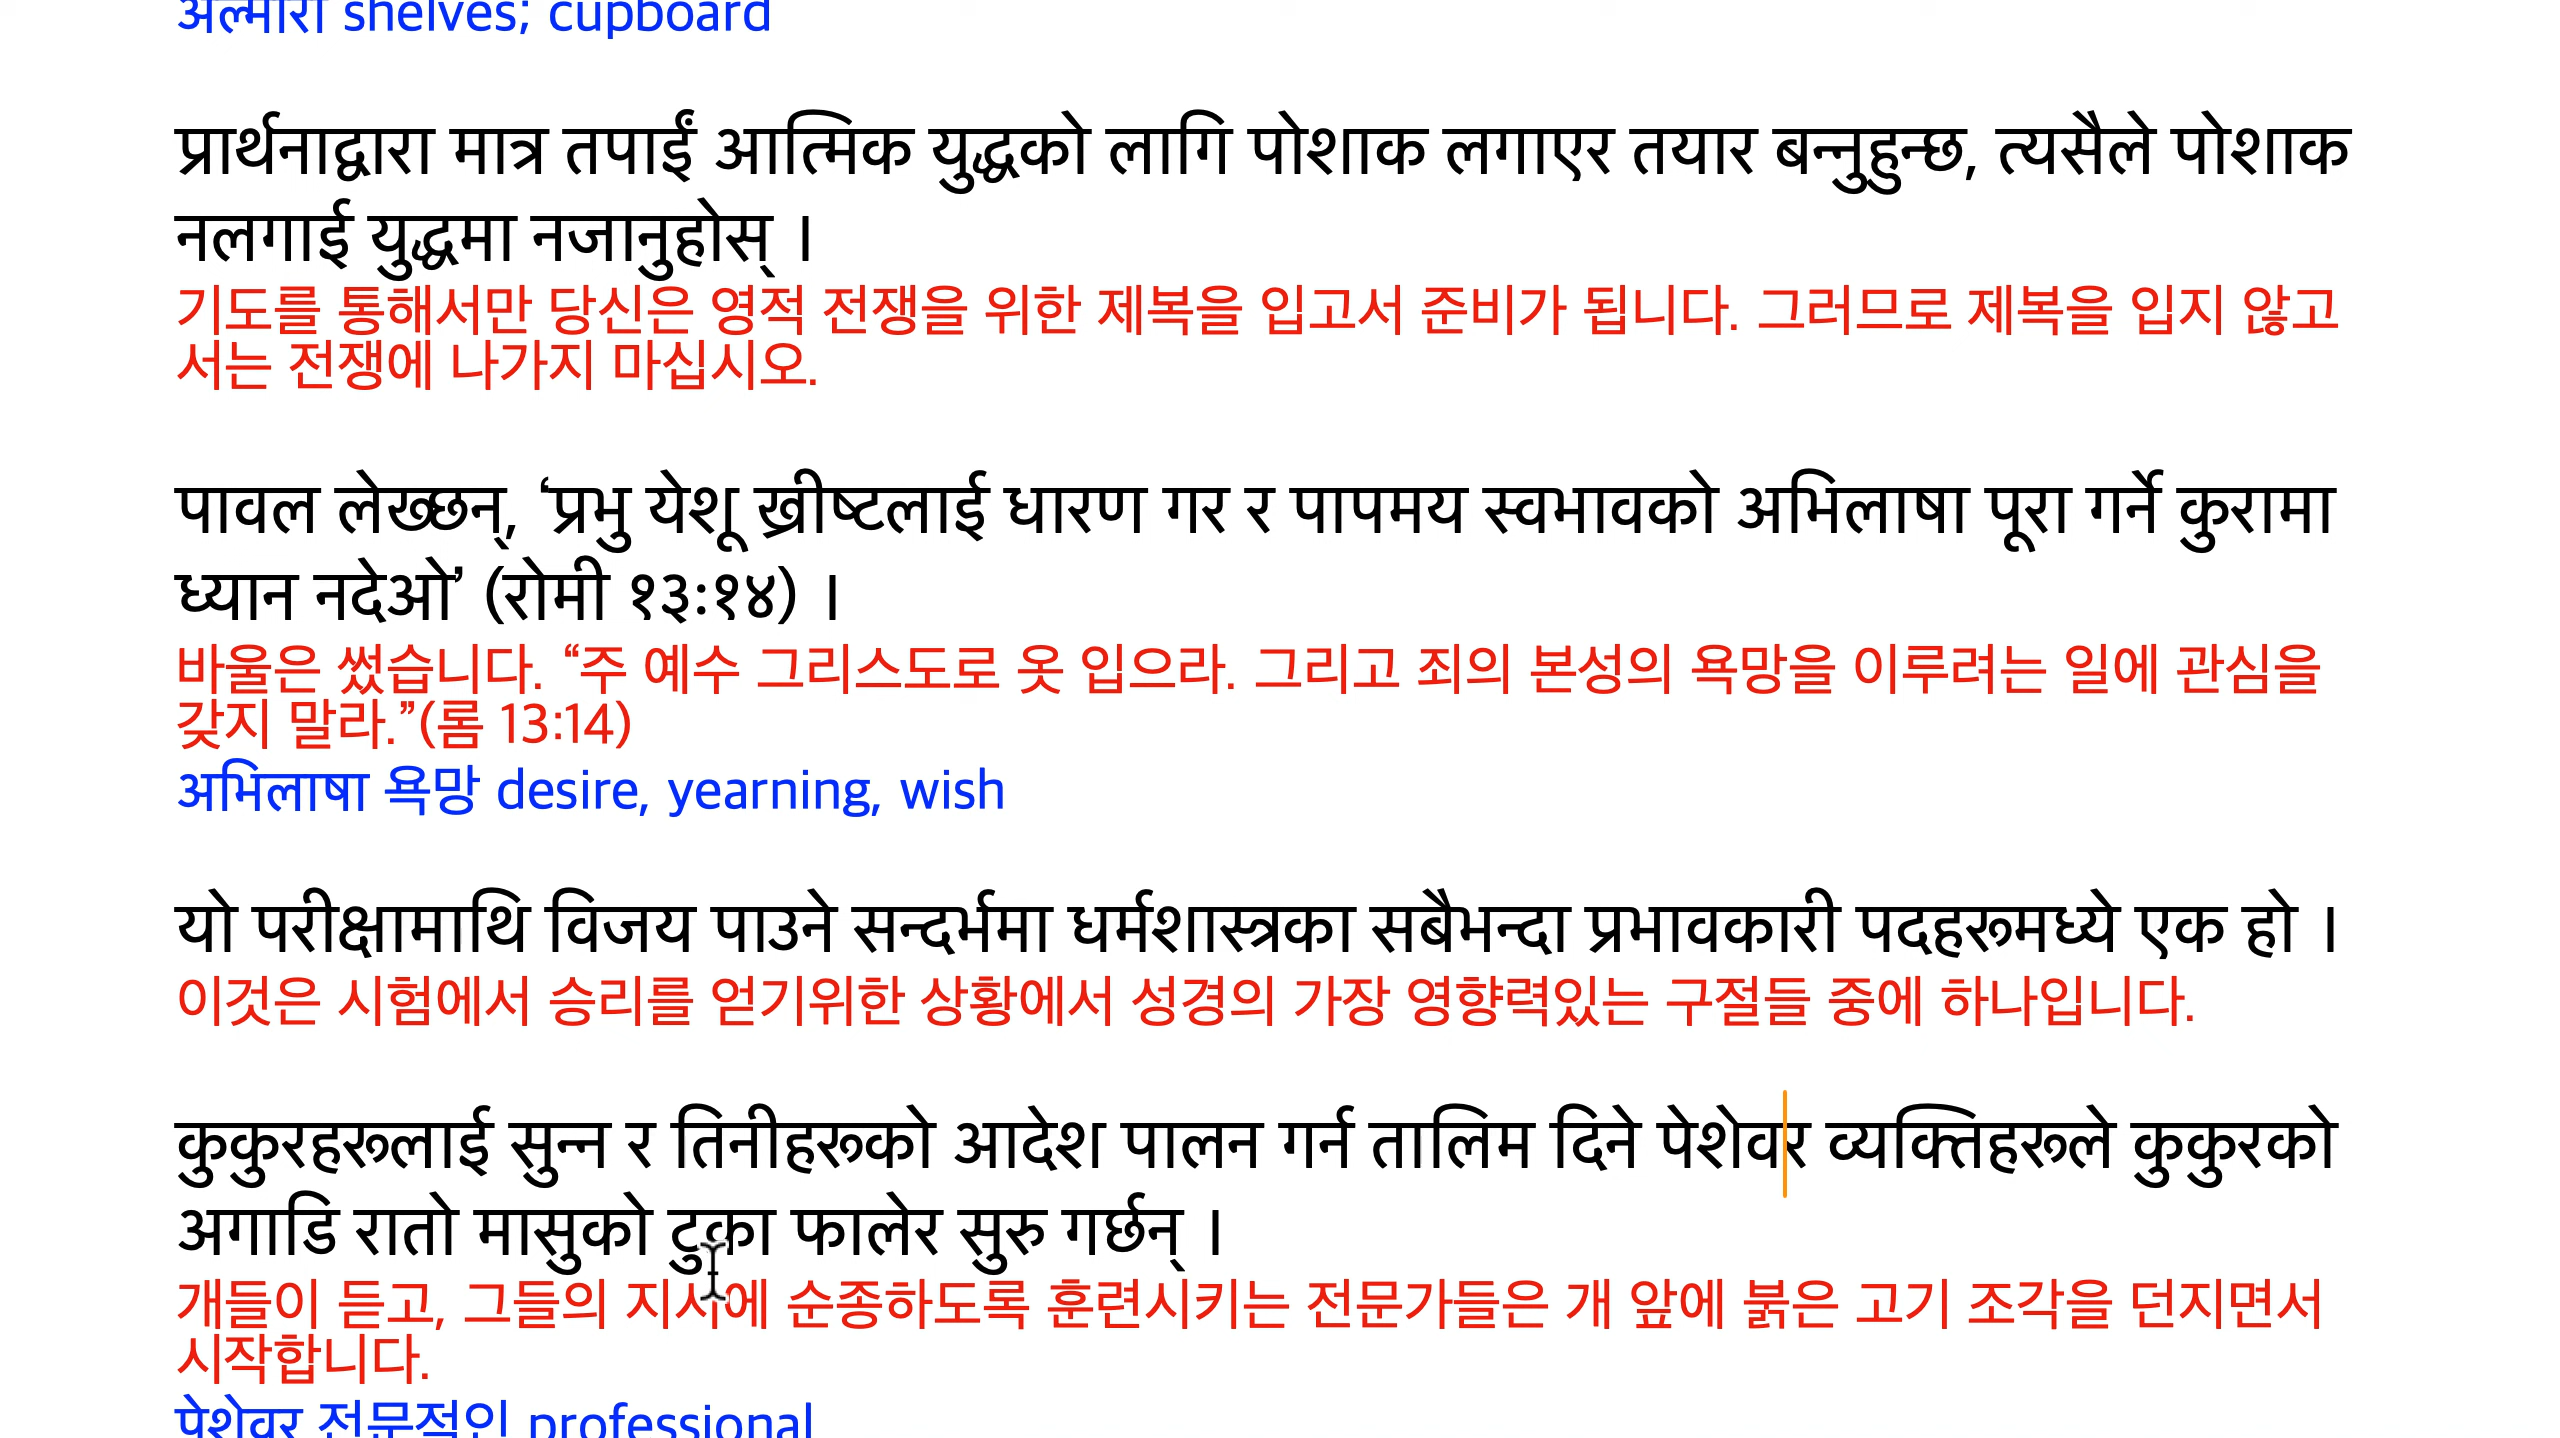 अल्मारी shelves; cupboard
प्रार्थनाद्वारा मात्र तपाईं आत्मिक युद्धको लागि पोशाक लगाएर तयार बन्नुहुन्छ, त्यसैले पोशाक
नलगाई युद्धमा नजानुहोस् ।
기도를 통해서만 당신은 영적 전쟁을 위한 제복을 입고서 준비가 됩니다. 그러므로 제복을 입지 않고
서는 전쟁에 나가지 마십시오.
पावल लेख्छन्, ‘प्रभु येशू ख्रीष्टलाई धारण गर र पापमय स्वभावको अभिलाषा पूरा गर्ने कुरामा
ध्यान नदेओ’ (रोमी १३ः१४) ।
바울은 썼습니다. “주 예수 그리스도로 옷 입으라. 그리고 죄의 본성의 욕망을 이루려는 일에 관심을
갖지 말라.”(롬 13:14)
अभिलाषा 욕망 desire, yearning, wish
यो परीक्षामाथि विजय पाउने सन्दर्भमा धर्मशास्त्रका सबैभन्दा प्रभावकारी पदहरूमध्ये एक हो ।
이것은 시험에서 승리를 얻기위한 상황에서 성경의 가장 영향력있는 구절들 중에 하나입니다.
कुकुरहरूलाई सुन्न र तिनीहरूको आदेश पालन गर्न तालिम दिने पेशेवर व्यक्तिहरूले कुकुरको
अगाडि रातो मासुको टुका फालेर सुरु गर्छन् ।
개들이 듣고, 그들의 지시에 순종하도록 훈련시키는 전문가들은 개 앞에 붉은 고기 조각을 던지면서
시작합니다.
पेशेवर 전문적인 professional